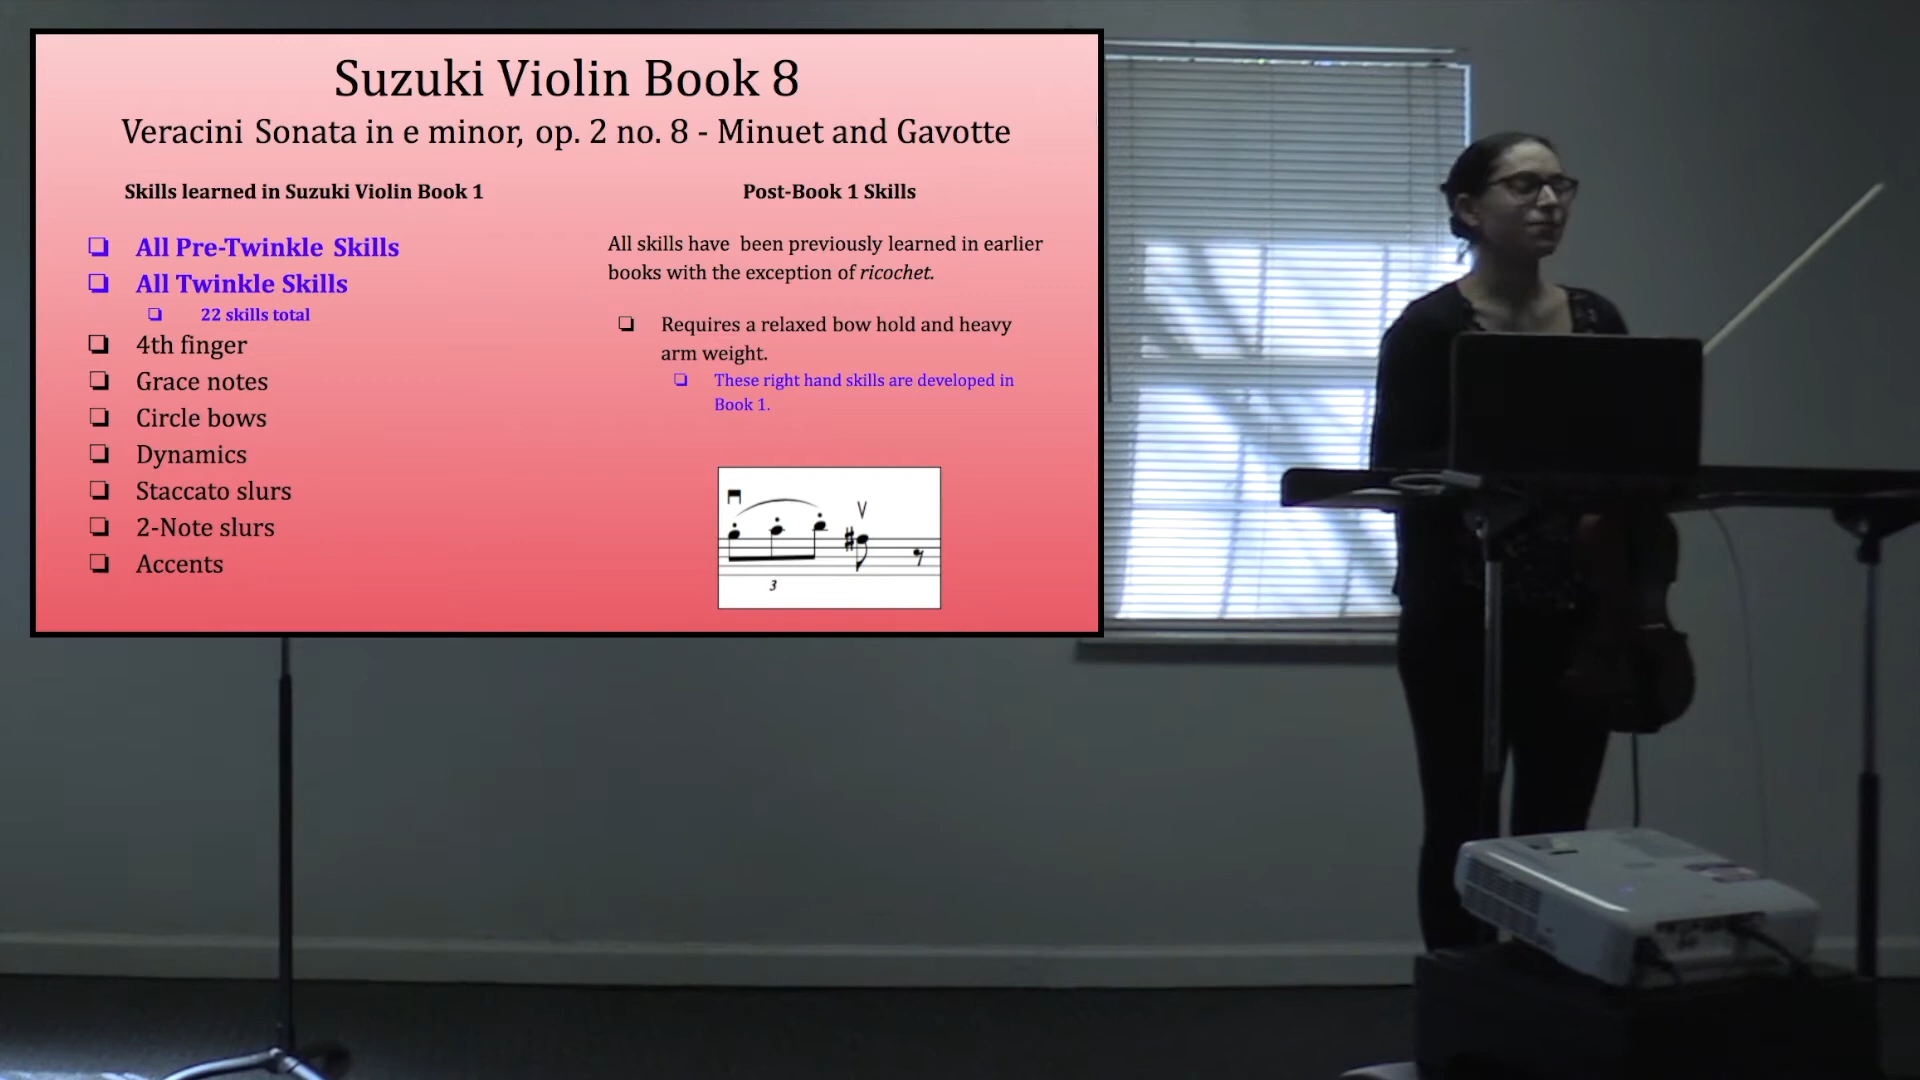 Suzuki Violin Book 8
Veracini Sonata in e minor, op. 2 no. 8 - Minuet and Gavotte
Skills learned in Suzuki Violin Book 1
All Pre-Twinkle Skills
All Twinkle Skills
22 skills total
4th finger
Grace notes
Circle bows
Dynamics
Staccato slurs
2-Note slurs
Accents
Post-Book 1 Skills
All skills have been previously learned in earlier
books with the exception of ricochet.
Requires a relaxed bow hold and heavy
arm weight.
These right hand skills are developed in
Book 1.
3